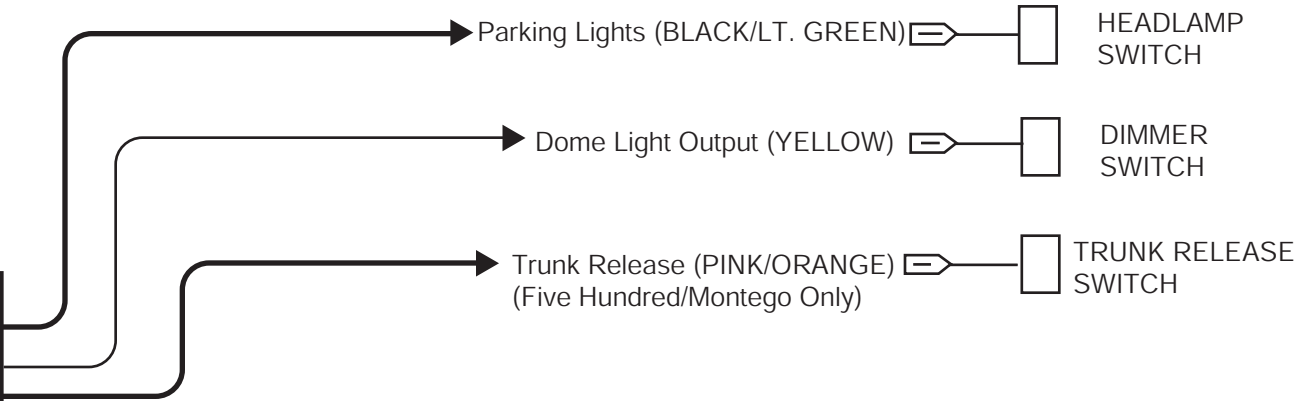 Parking Lights (BLACK/LT. GREEN)
HEADLAMP
SWITCH
Dome Light Output (YELLOW)
DIMMER
SWITCH
Trunk Release (PINK/ORANGE)
(Five Hundred/Montego Only)
TRUNK RELEASE
SWITCH